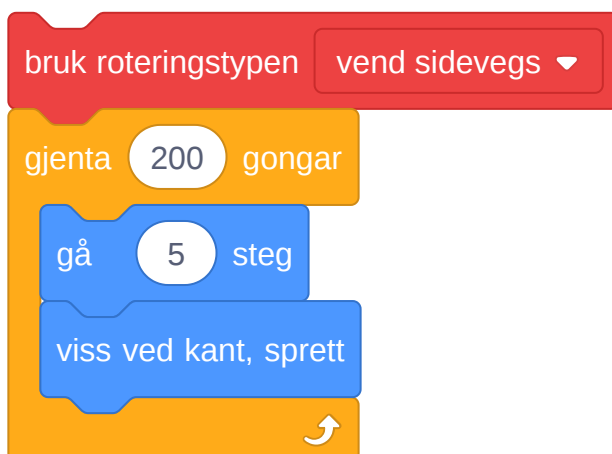 bruk roteringstypen vend sidevegs
gjenta 200 gongar
gå 5 steg
viss ved kant, sprett